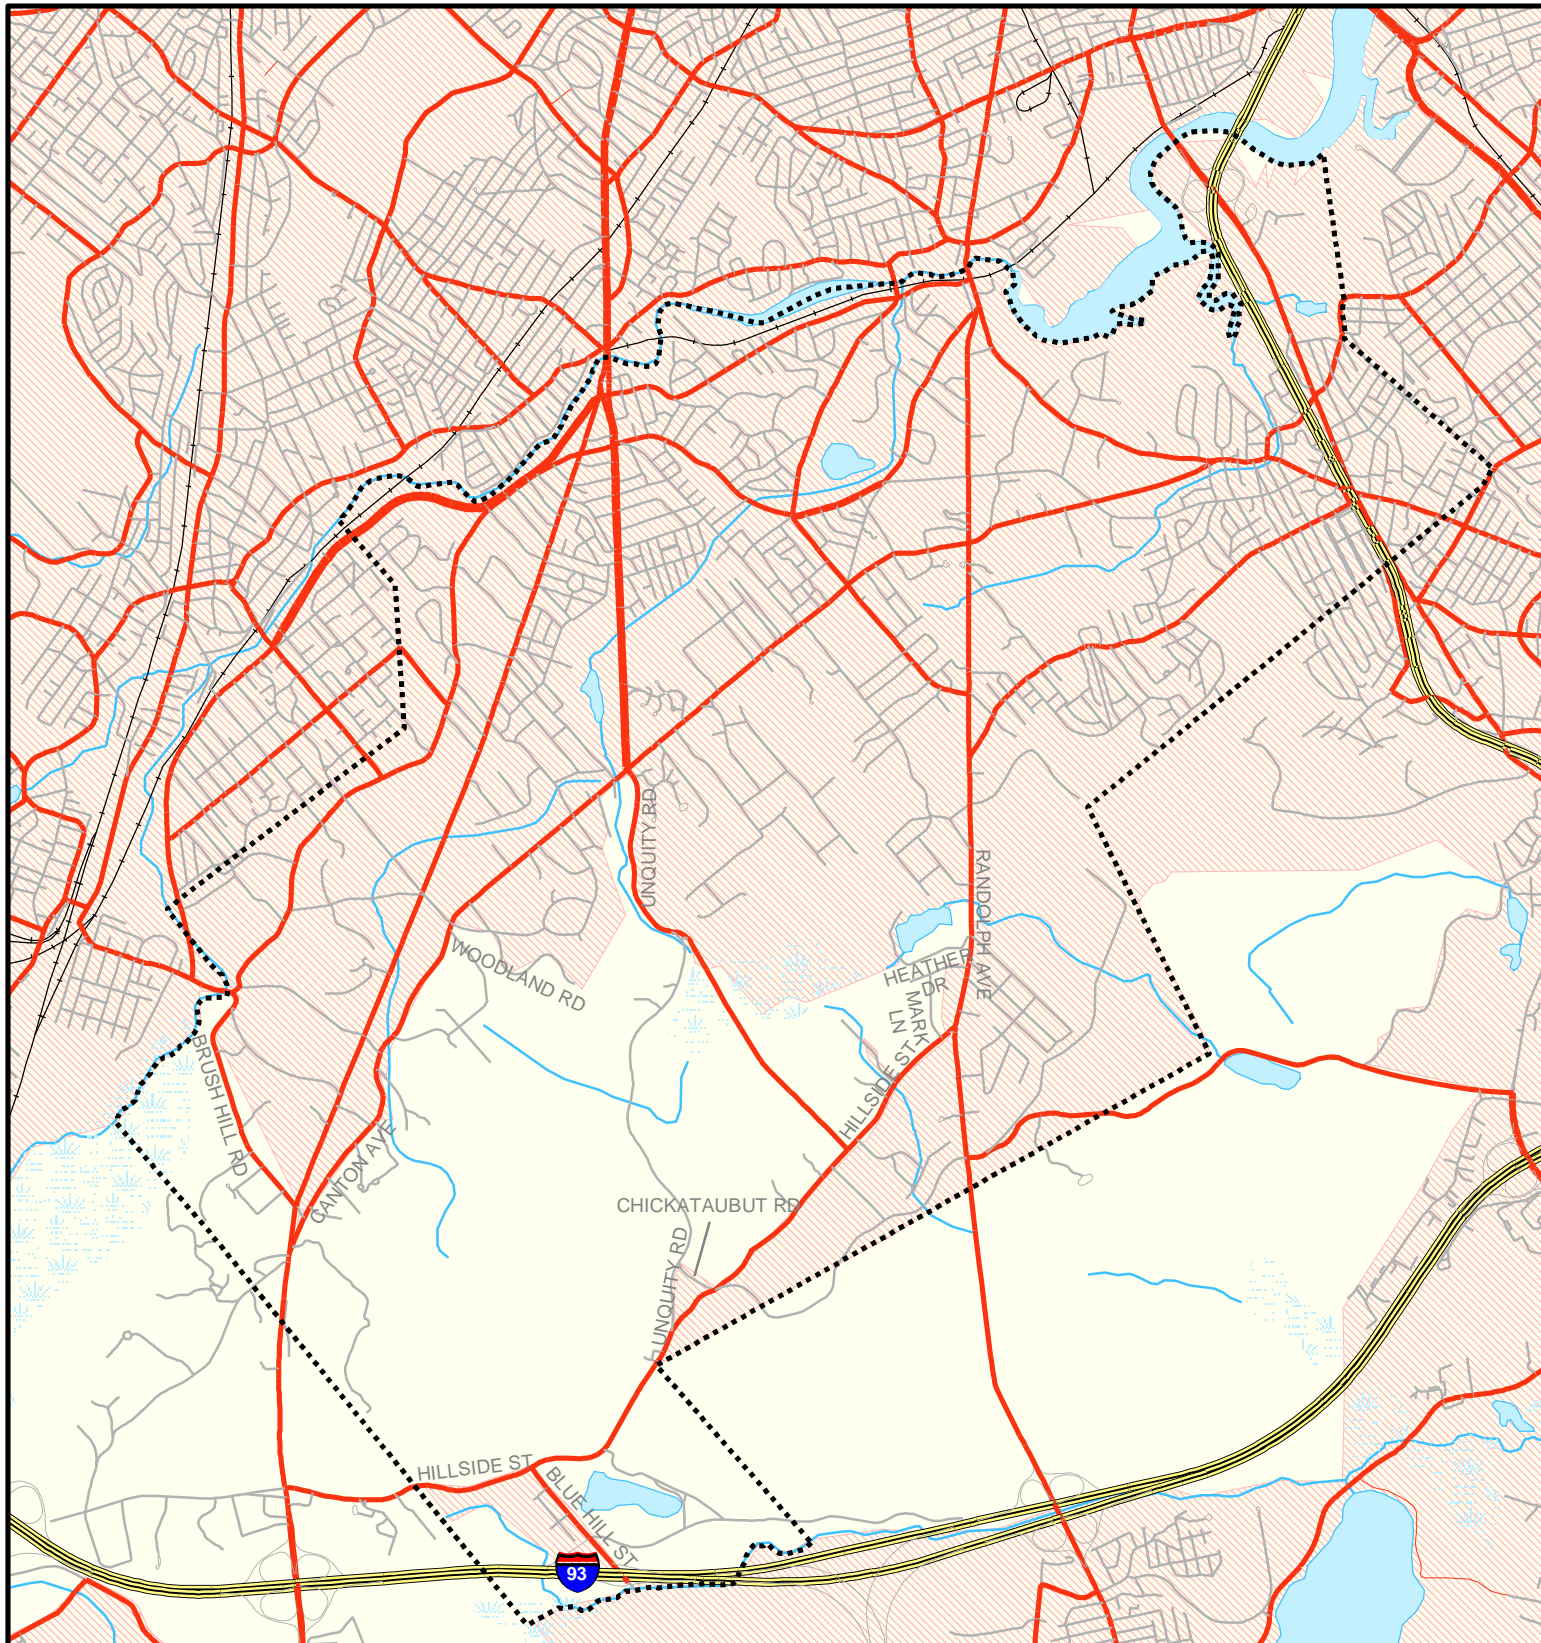 UNQUITY RD
RANDOLPH AVE
WOODLAND RD
HEATHER
DR
MARK
LN
HILLSIDE ST
BRUSH HILL RD
CANTON AVE
CHICKATAUBUT RD
UNQUITY RD
HILLSIDE ST
BLUE HILL ST
93